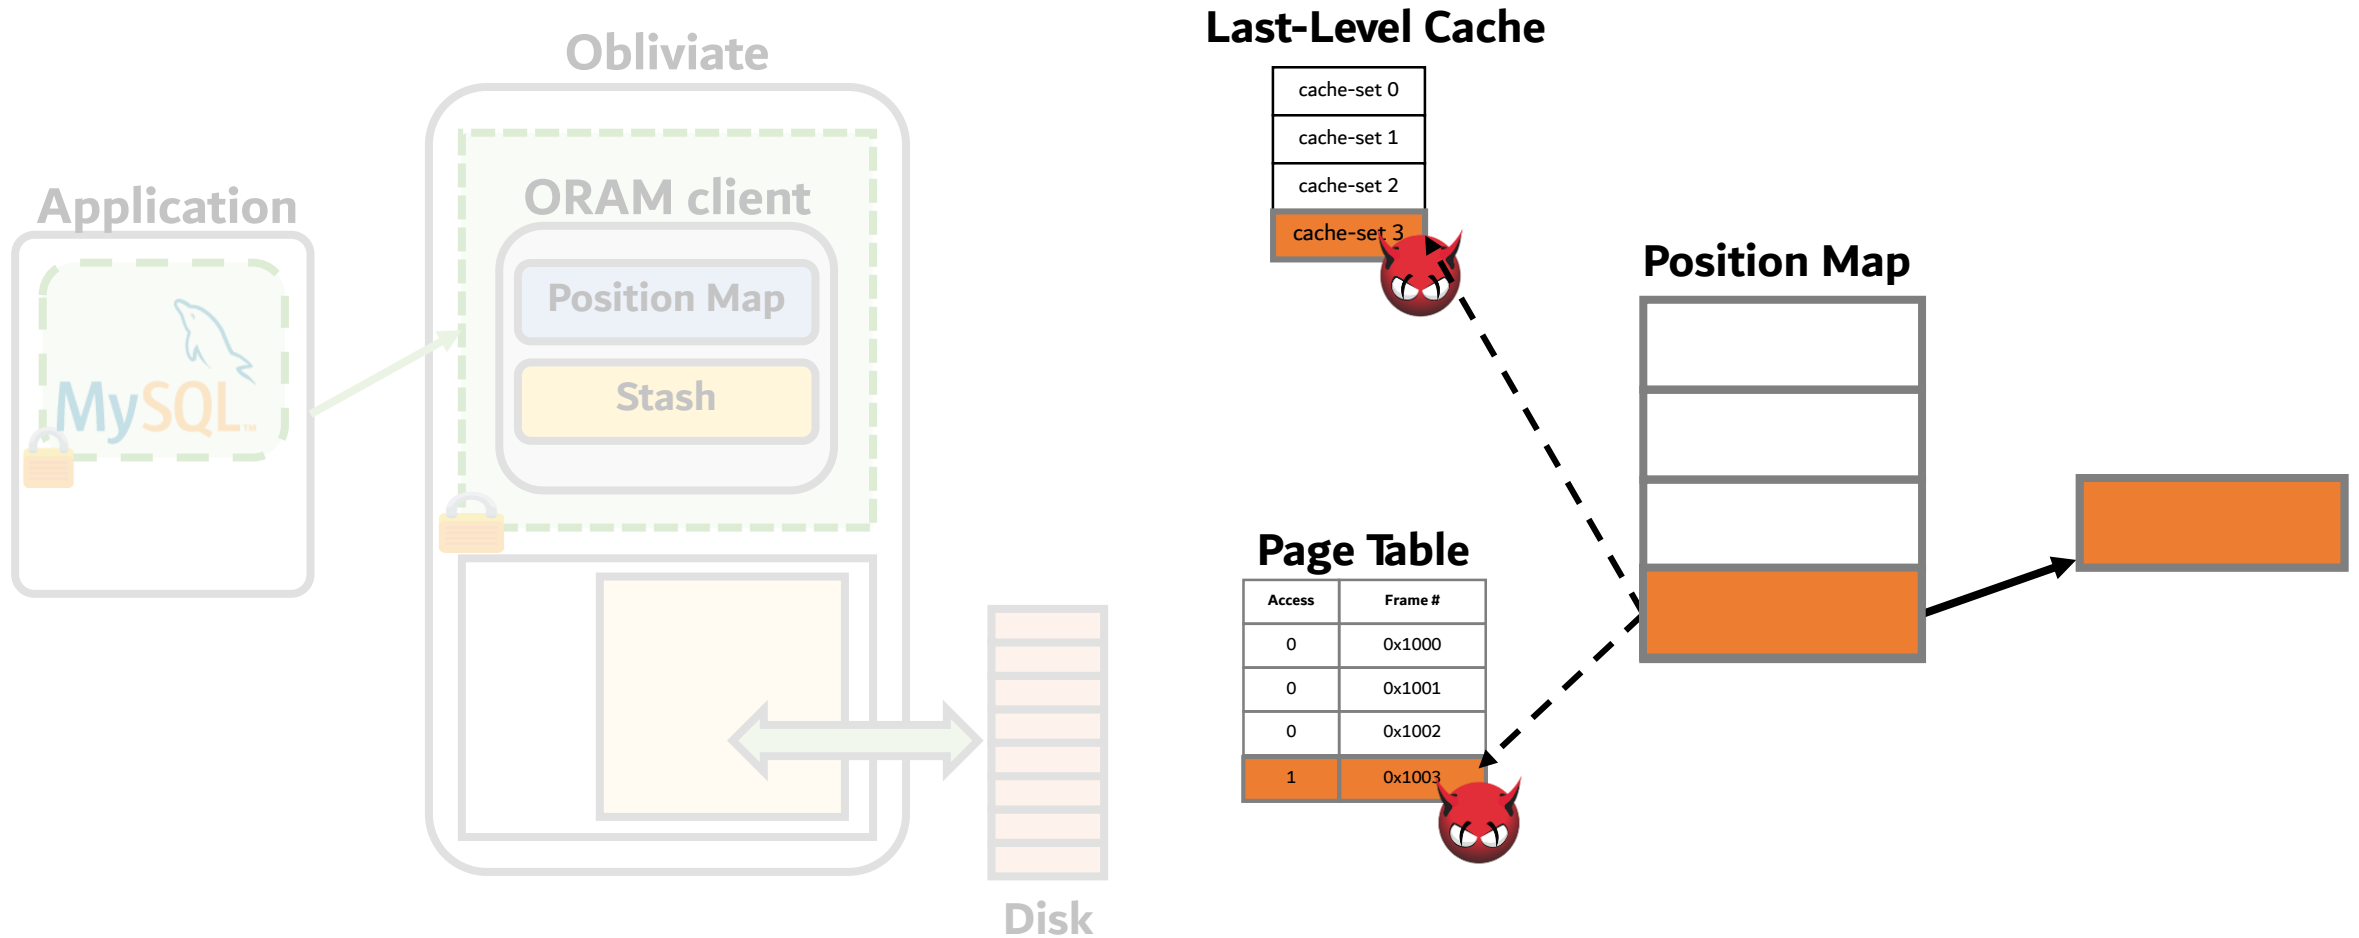 Obliviate
ORAM client
Position Map
Stash
Application
MySQL™
Disk
Last-Level Cache
cache-set 0
cache-set 1
cache-set 2
cache-set 3
Position Map
Page Table
Access Frame #
0 0x1000
0 0x1001
0 0x1002
1 0x1003